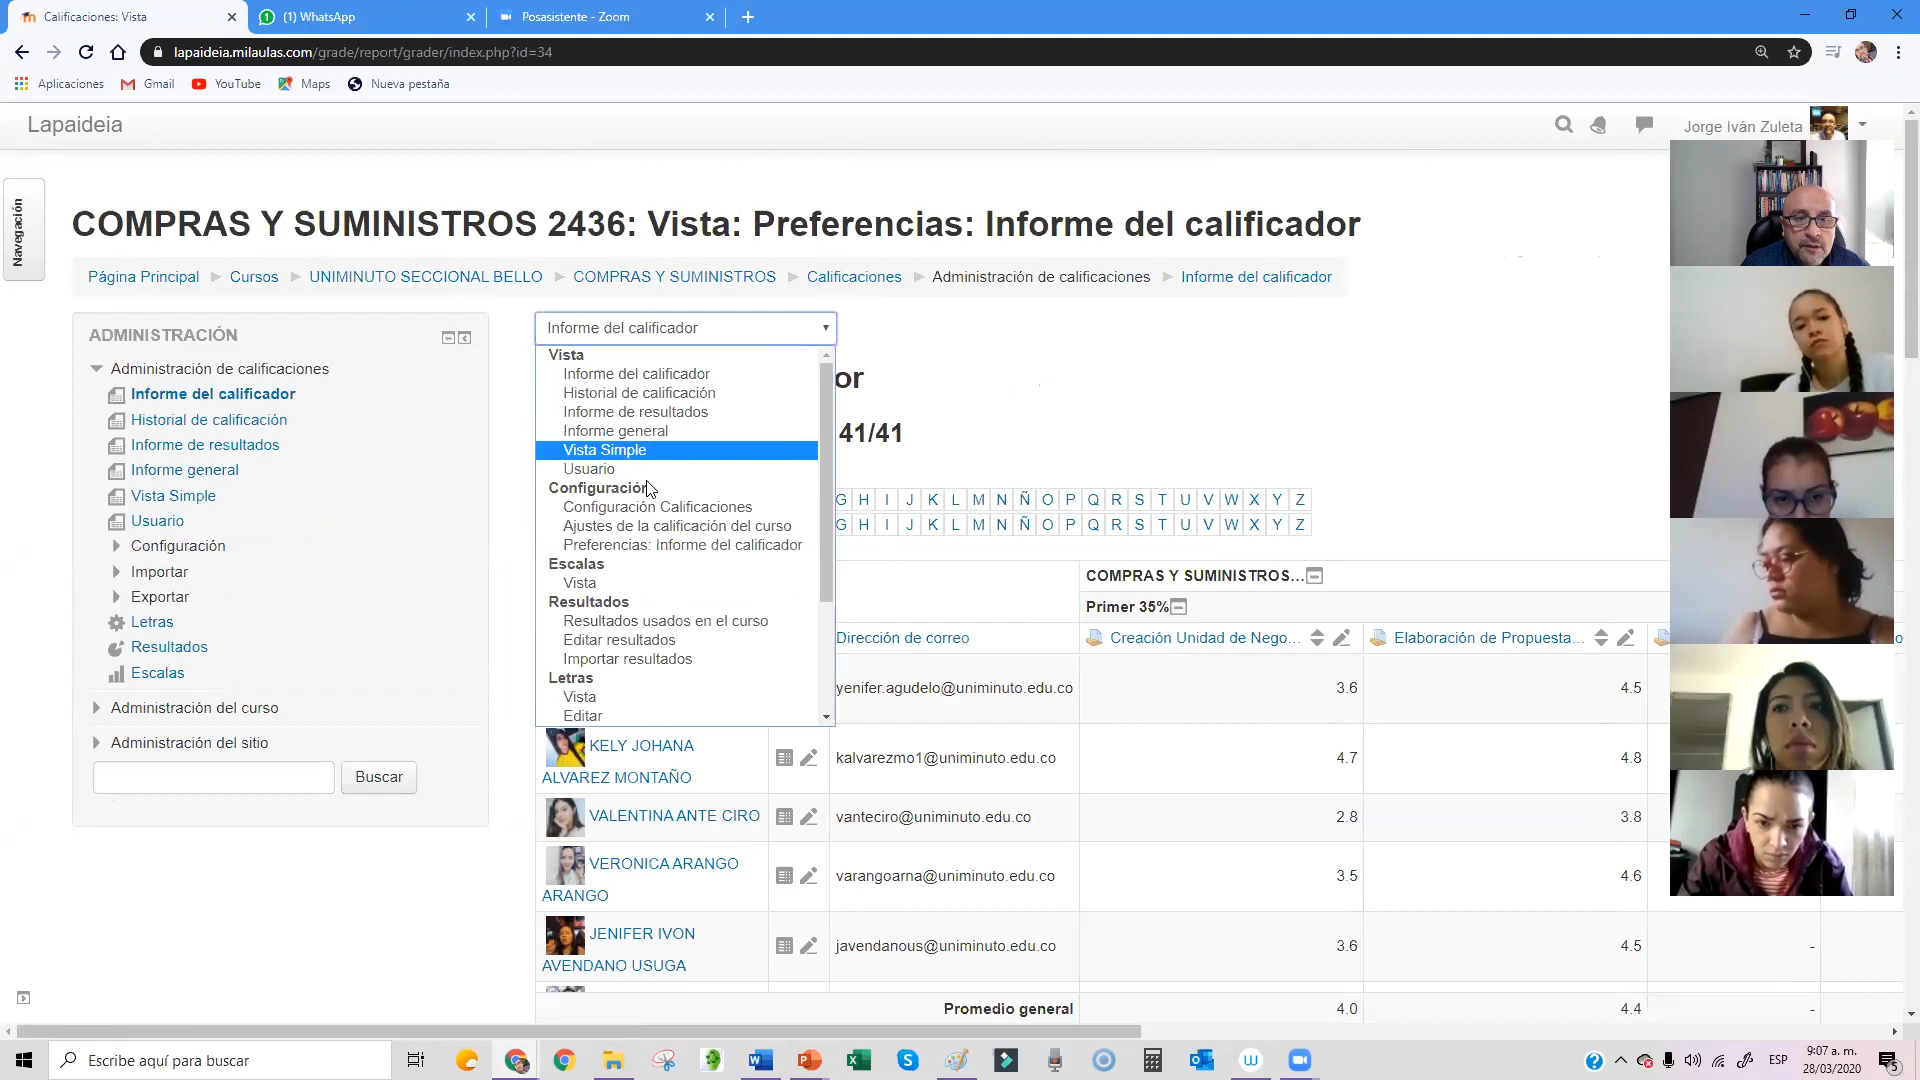 Calificaciones: Vista
(1) WhatsApp
Posasistente - Zoom
lapaideia.milaulas.com/grade/report/grader/index.php?id=34
Aplicaciones Gmail YouTube Maps Nueva pestaña
Lapaideia
Jorge Iván Zuleta
Navegación
COMPRAS Y SUMINISTROS 2436: Vista: Preferencias: Informe del calificador
Página Principal Cursos UNIMINUTO SECCIONAL BELLO COMPRAS Y SUMINISTROS Calificaciones Administración de calificaciones Informe del calificador
ADMINISTRACIÓN
Administración de calificaciones
Informe del calificador
Historial de calificación
Informe de resultados
Informe general
Vista Simple
Usuario
Configuración
Importar
Exportar
Letras
Resultados
Escalas
Administración del curso
Administración del sitio
Buscar
Informe del calificador
Vista
Informe del calificador
Historial de calificación
Informe de resultados
Informe general
Vista Simple
Usuario
Configuración
Configuración Calificaciones
Ajustes de la calificación del curso
Preferencias: Informe del calificador
Escalas
Vista
Resultados
Resultados usados en el curso
Editar resultados
Importar resultados
Letras
Vista
Editar
or
41/41
G H I J K L M N Ñ O P Q R S T U V W X Y Z
G H I J K L M N Ñ O P Q R S T U V W X Y Z
COMPRAS Y SUMINISTROS...
Primer 35%
Dirección de correo Creación Unidad de Nego... Elaboración de Propuesta...
yenifer.agudelo@uniminuto.edu.co 3.6 4.5
KELY JOHANA
ALVAREZ MONTAÑO
kalvarezmo1@uniminuto.edu.co 4.7 4.8
VALENTINA ANTE CIRO vanteciro@uniminuto.edu.co 2.8 3.8
VERONICA ARANGO
ARANGO
varangoarna@uniminuto.edu.co 3.5 4.6
JENIFER IVON
AVENDANO USUGA
javendanous@uniminuto.edu.co 3.6 4.5 -
Promedio general 4.0 4.4 -
Escribe aquí para buscar
ESP
9:07 a. m.
28/03/2020
5